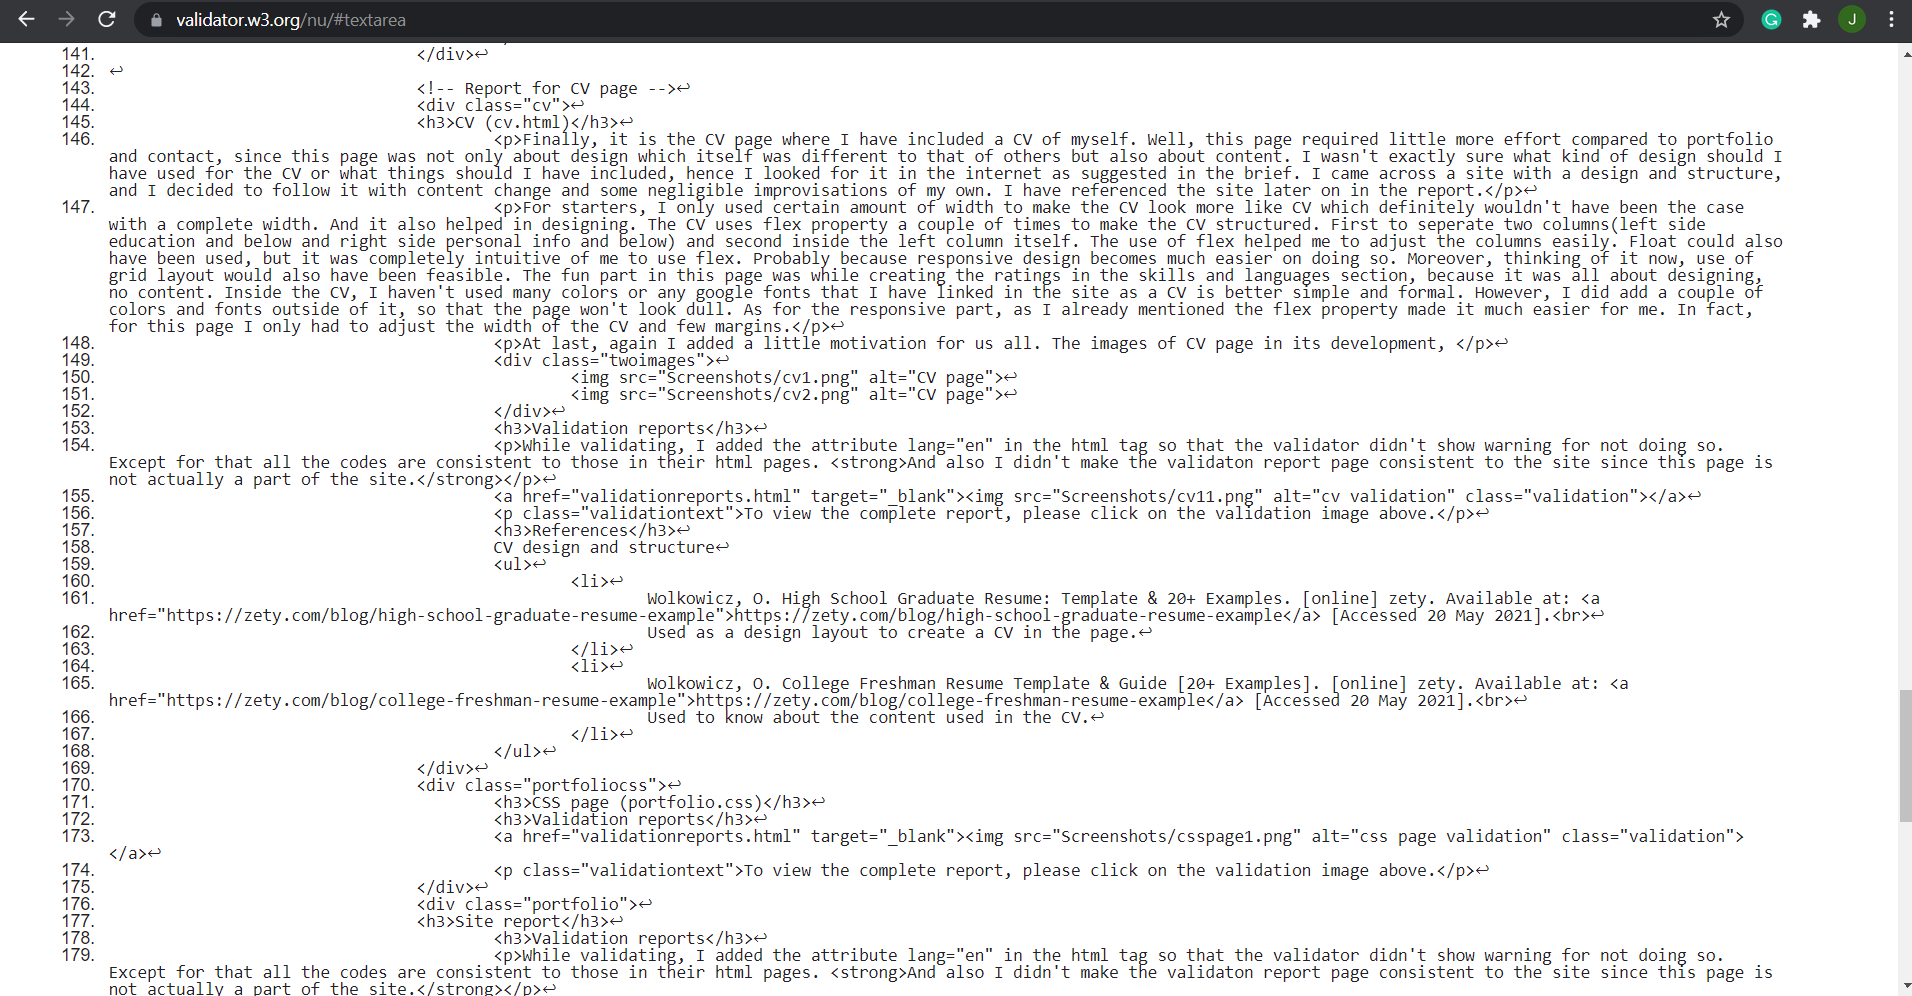 validator.w3.org/nu/#textarea
G
J
141. </div>↩
142. ↩
143. <!-- Report for CV page -->↩
144. <div class="cv">↩
145. <h3>CV (cv.html)</h3>↩
146. <p>Finally, it is the CV page where I have included a CV of myself. Well, this page required little more effort compared to portfolio
and contact, since this page was not only about design which itself was different to that of others but also about content. I wasn't exactly sure what kind of design should I
have used for the CV or what things should I have included, hence I looked for it in the internet as suggested in the brief. I came across a site with a design and structure,
and I decided to follow it with content change and some negligible improvisations of my own. I have referenced the site later on in the report.</p>↩
147. <p>For starters, I only used certain amount of width to make the CV look more like CV which definitely wouldn't have been the case
with a complete width. And it also helped in designing. The CV uses flex property a couple of times to make the CV structured. First to seperate two columns(left side
education and below and right side personal info and below) and second inside the left column itself. The use of flex helped me to adjust the columns easily. Float could also
have been used, but it was completely intuitive of me to use flex. Probably because responsive design becomes much easier on doing so. Moreover, thinking of it now, use of
grid layout would also have been feasible. The fun part in this page was while creating the ratings in the skills and languages section, because it was all about designing,
no content. Inside the CV, I haven't used many colors or any google fonts that I have linked in the site as a CV is better simple and formal. However, I did add a couple of
colors and fonts outside of it, so that the page won't look dull. As for the responsive part, as I already mentioned the flex property made it much easier for me. In fact,
for this page I only had to adjust the width of the CV and few margins.</p>↩
148. <p>At last, again I added a little motivation for us all. The images of CV page in its development, </p>↩
149. <div class="twoimages">↩
150. <img src="Screenshots/cv1.png" alt="CV page">↩
151. <img src="Screenshots/cv2.png" alt="CV page">↩
152. </div>↩
153. <h3>Validation reports</h3>↩
154. <p>While validating, I added the attribute lang="en" in the html tag so that the validator didn't show warning for not doing so.
Except for that all the codes are consistent to those in their html pages. <strong>And also I didn't make the validaton report page consistent to the site since this page is
not actually a part of the site.</strong></p>↩
155. <a href="validationreports.html" target="_blank"><img src="Screenshots/cv11.png" alt="cv validation" class="validation"></a>↩
156. <p class="validationtext">To view the complete report, please click on the validation image above.</p>↩
157. <h3>References</h3>↩
158. CV design and structure↩
159. <ul>↩
160. <li>↩
161. Wolkowicz, O. High School Graduate Resume: Template & 20+ Examples. [online] zety. Available at: <a
href="https://zety.com/blog/high-school-graduate-resume-example">https://zety.com/blog/high-school-graduate-resume-example</a> [Accessed 20 May 2021].<br>↩
162. Used as a design layout to create a CV in the page.↩
163. </li>↩
164. <li>↩
165. Wolkowicz, O. College Freshman Resume Template & Guide [20+ Examples]. [online] zety. Available at: <a
href="https://zety.com/blog/college-freshman-resume-example">https://zety.com/blog/college-freshman-resume-example</a> [Accessed 20 May 2021].<br>↩
166. Used to know about the content used in the CV.↩
167. </li>↩
168. </ul>↩
169. </div>↩
170. <div class="portfoliocss">↩
171. <h3>CSS page (portfolio.css)</h3>↩
172. <h3>Validation reports</h3>↩
173. <a href="validationreports.html" target="_blank"><img src="Screenshots/csspage1.png" alt="css page validation" class="validation">
</a>↩
174. <p class="validationtext">To view the complete report, please click on the validation image above.</p>↩
175. </div>↩
176. <div class="portfolio">↩
177. <h3>Site report</h3>↩
178. <h3>Validation reports</h3>↩
179. <p>While validating, I added the attribute lang="en" in the html tag so that the validator didn't show warning for not doing so.
Except for that all the codes are consistent to those in their html pages. <strong>And also I didn't make the validaton report page consistent to the site since this page is
not actually a part of the site.</strong></p>↩